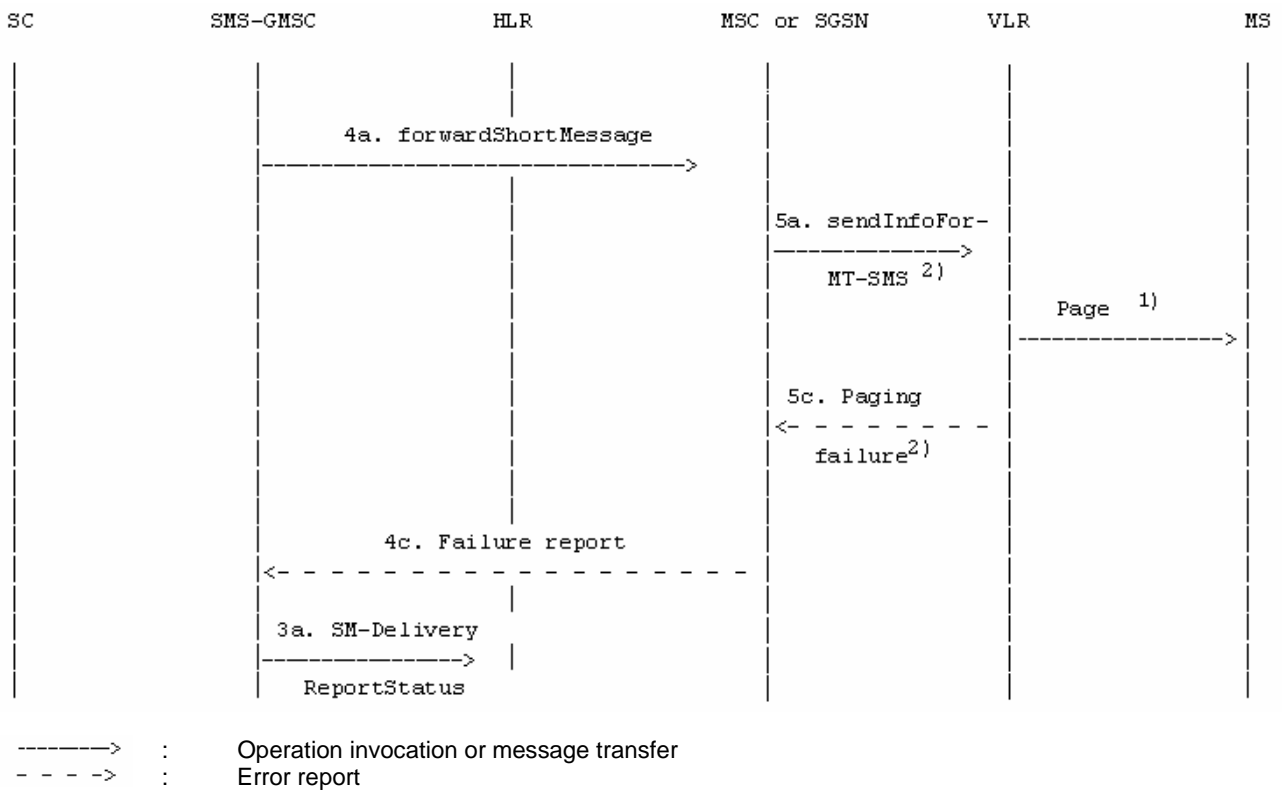 SC SMS-GMSC HLR MSC or SGSN VLR MS
4a. forwardShortMessage
5a. sendInfoFor-
MT-SMS 2)
Page 1)
5c. Paging
failure2)
4c. Failure report
3a. SM-Delivery
ReportStatus
: Operation invocation or message transfer
: Error report